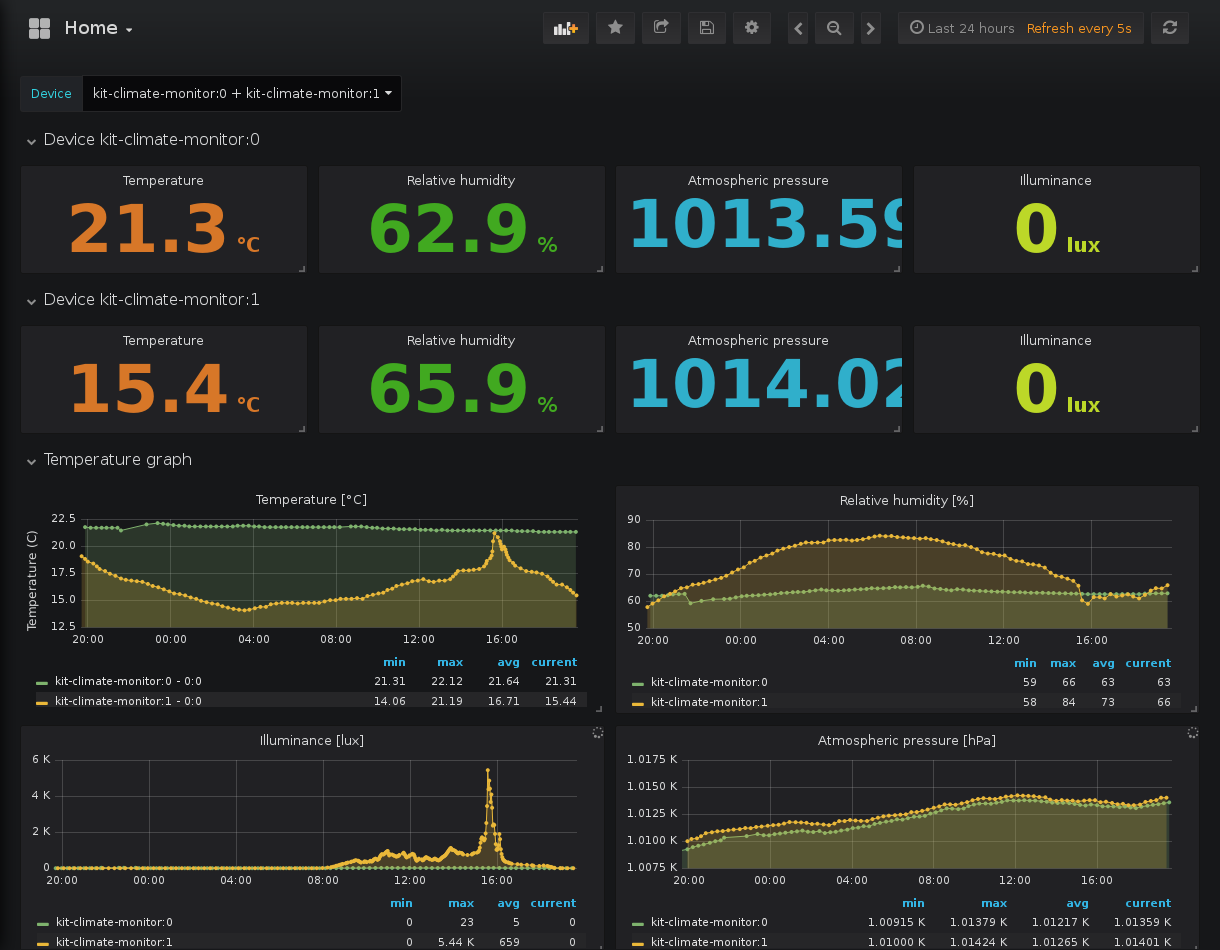 Home
Last 24 hours Refresh every 5s
Device kit-climate-monitor:0 + kit-climate-monitor:1
Device kit-climate-monitor:0
Temperature
21.3 °C
Relative humidity
62.9 %
Atmospheric pressure
1013.59
Illuminance
0 lux
Device kit-climate-monitor:1
Temperature
15.4 °C
Relative humidity
65.9 %
Atmospheric pressure
1014.02
Illuminance
0 lux
Temperature graph
Temperature [°C]
Temperature (C)
22.5
20.0
17.5
15.0
12.5
20:00 00:00 04:00 08:00 12:00 16:00
min max avg current
kit-climate-monitor:0 - 0:0 21.31 22.12 21.64 21.31
kit-climate-monitor:1 - 0:0 14.06 21.19 16.71 15.44
Relative humidity [%]
90
80
70
60
50
20:00 00:00 04:00 08:00 12:00 16:00
min max avg current
kit-climate-monitor:0 59 66 63 63
kit-climate-monitor:1 58 84 73 66
Illuminance [lux]
6 K
4 K
2 K
0
20:00 00:00 04:00 08:00 12:00 16:00
min max avg current
kit-climate-monitor:0 0 23 5 0
kit-climate-monitor:1 0 5.44 K 659 0
Atmospheric pressure [hPa]
1.0175 K
1.0150 K
1.0125 K
1.0100 K
1.0075 K
20:00 00:00 04:00 08:00 12:00 16:00
min max avg current
kit-climate-monitor:0 1.00915 K 1.01379 K 1.01217 K 1.01359 K
kit-climate-monitor:1 1.01000 K 1.01424 K 1.01265 K 1.01401 K